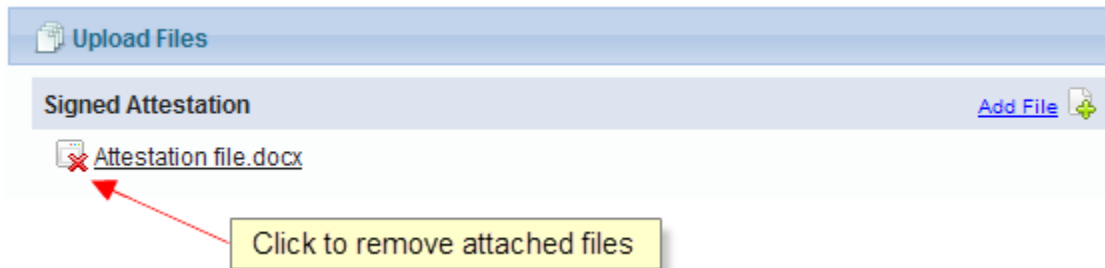 Upload Files
Signed Attestation
Add File
Attestation file.docx
Click to remove attached files